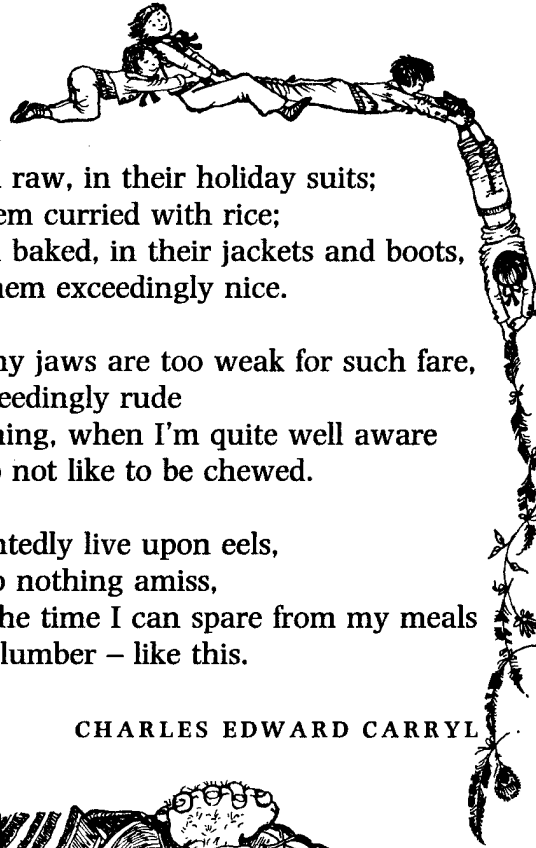 raw, in their holiday suits;
em curried with rice;
baked, in their jackets and boots,
hem exceedingly nice.
ny jaws are too weak for such fare,
eedingly rude
ning, when I'm quite well aware
not like to be chewed.
ntedly live upon eels,
nothing amiss,
he time I can spare from my meals
lumber – like this.
CHARLES EDWARD CARRYL